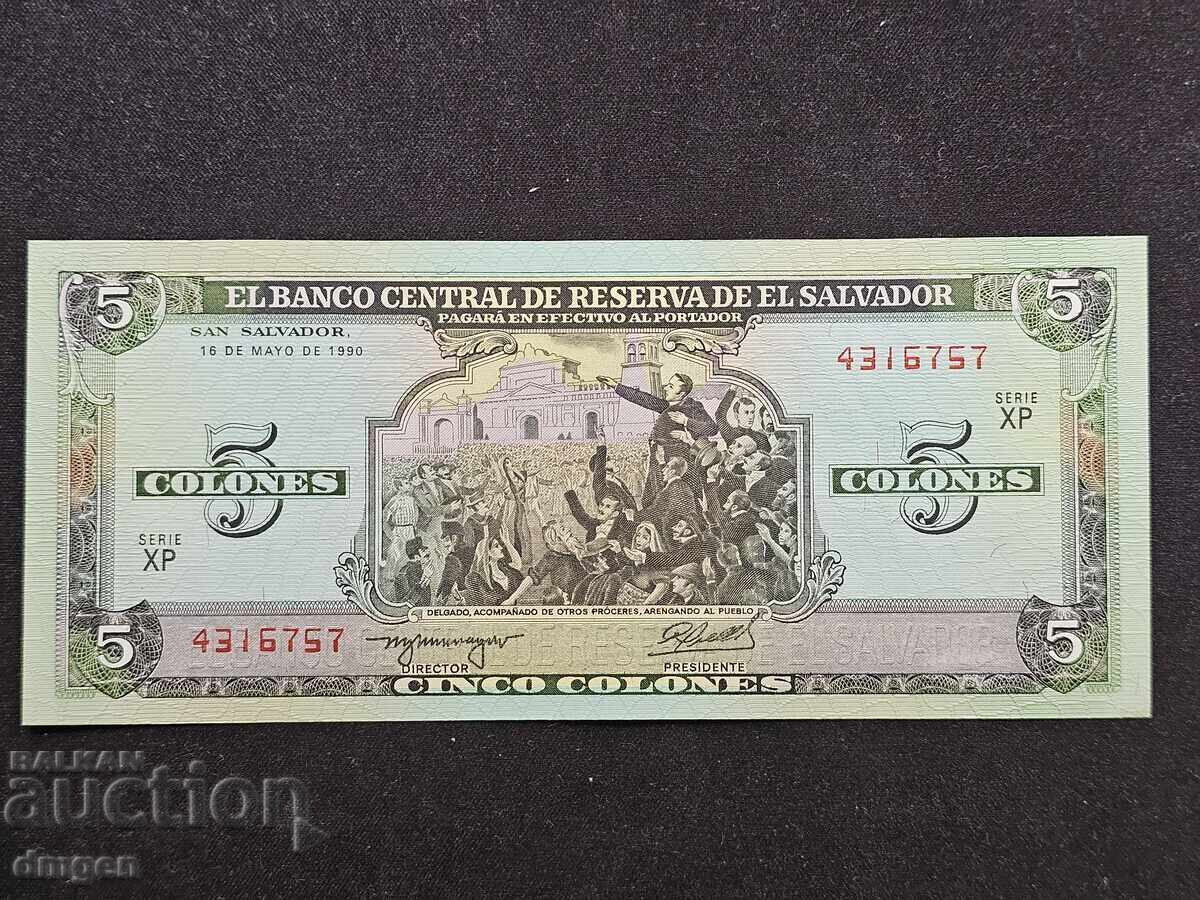 5 EL BANCO CENTRAL DE RESERVA DE EL SALVADOR 5
PAGARÁ EN EFECTIVO AL PORTADOR
SAN SALVADOR,
16 DE MAYO DE 1990
4316757
SERIE
XP
5
COLONES
5
COLONES
SERIE
XP
DELGADO, ACOMPAÑADO DE OTROS PRÓCERES, ARENGANDO AL PUEBLO
5
4316757
5
DIRECTOR
PRESIDENTE
CINCO COLONES
BALKAN
auction
dmgen